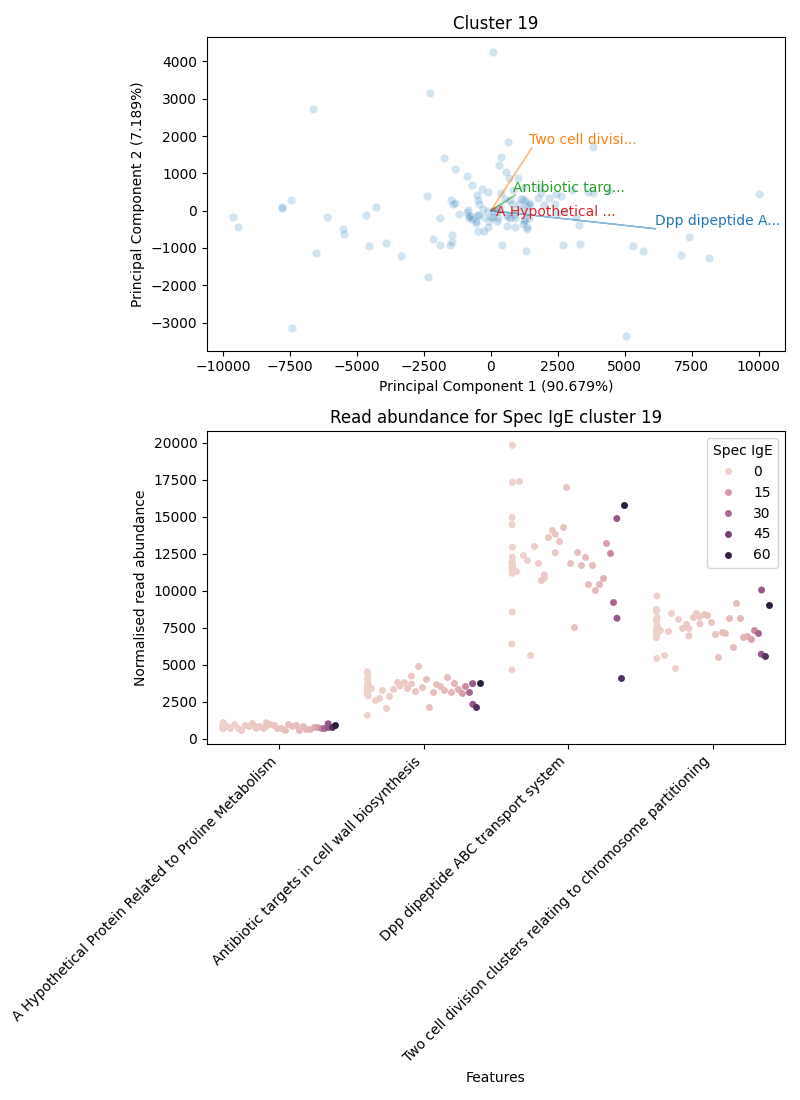 Cluster 19
Principal Component 2 (7.189%)
4000
3000
2000
1000
0
−1000
−2000
−3000
Two cell divisi...
Antibiotic targ...
A Hypothetical ...
Dpp dipeptide A...
−10000 −7500 −5000 −2500 0 2500 5000 7500 10000
Principal Component 1 (90.679%)
Read abundance for Spec IgE cluster 19
Normalised read abundance
20000
17500
15000
12500
10000
7500
5000
2500
0
Spec IgE
0
15
30
45
60
A Hypothetical Protein Related to Proline Metabolism
Antibiotic targets in cell wall biosynthesis
Dpp dipeptide ABC transport system
Two cell division clusters relating to chromosome partitioning
Features